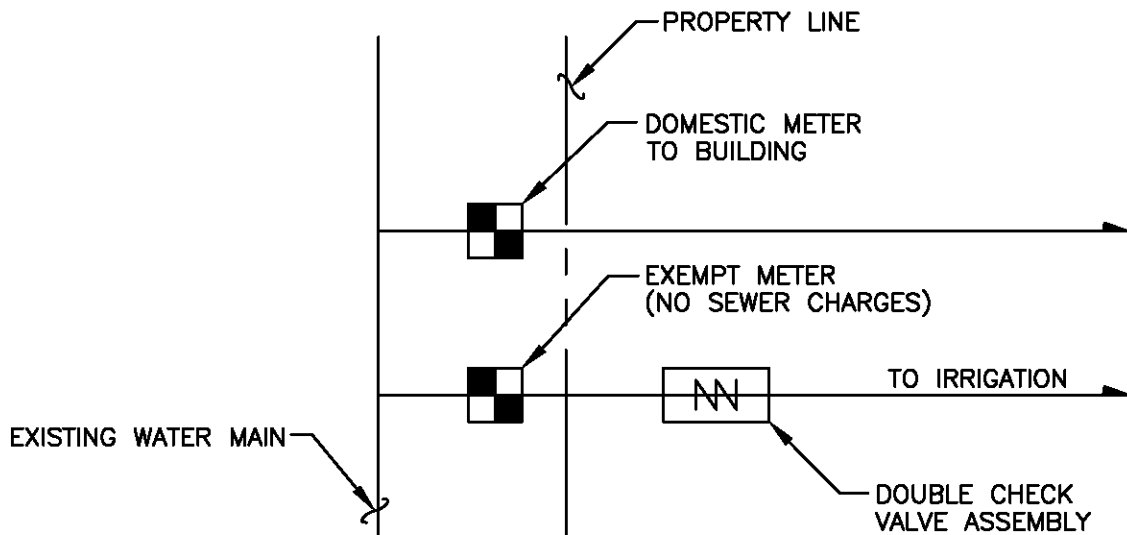 PROPERTY LINE
DOMESTIC METER
TO BUILDING
EXEMPT METER
(NO SEWER CHARGES)
TO IRRIGATION
EXISTING WATER MAIN
DOUBLE CHECK
VALVE ASSEMBLY